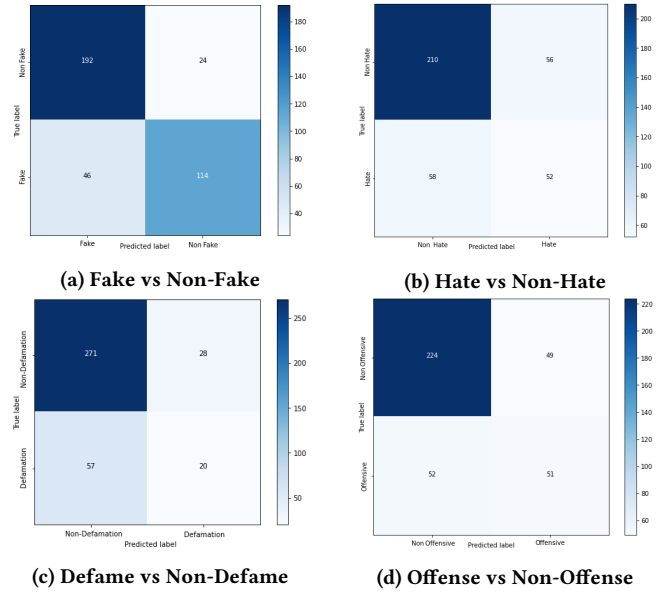 Non Fake
Fake
True label
192
24
46
114
Fake
Non Fake
Predicted label
180
160
140
120
100
80
60
40
(a) Fake vs Non-Fake
Non Hate
Hate
True label
210
56
58
52
Non Hate
Hate
Predicted label
200
180
160
140
120
100
80
60
(b) Hate vs Non-Hate
Non-Defamation
Defamation
True label
271
28
57
20
Non-Defamation
Defamation
Predicted label
250
200
150
100
50
(c) Defame vs Non-Defame
Non Offensive
Offensive
True label
224
49
52
51
Non Offensive
Offensive
Predicted label
220
200
180
160
140
120
100
80
60
(d) Offense vs Non-Offense